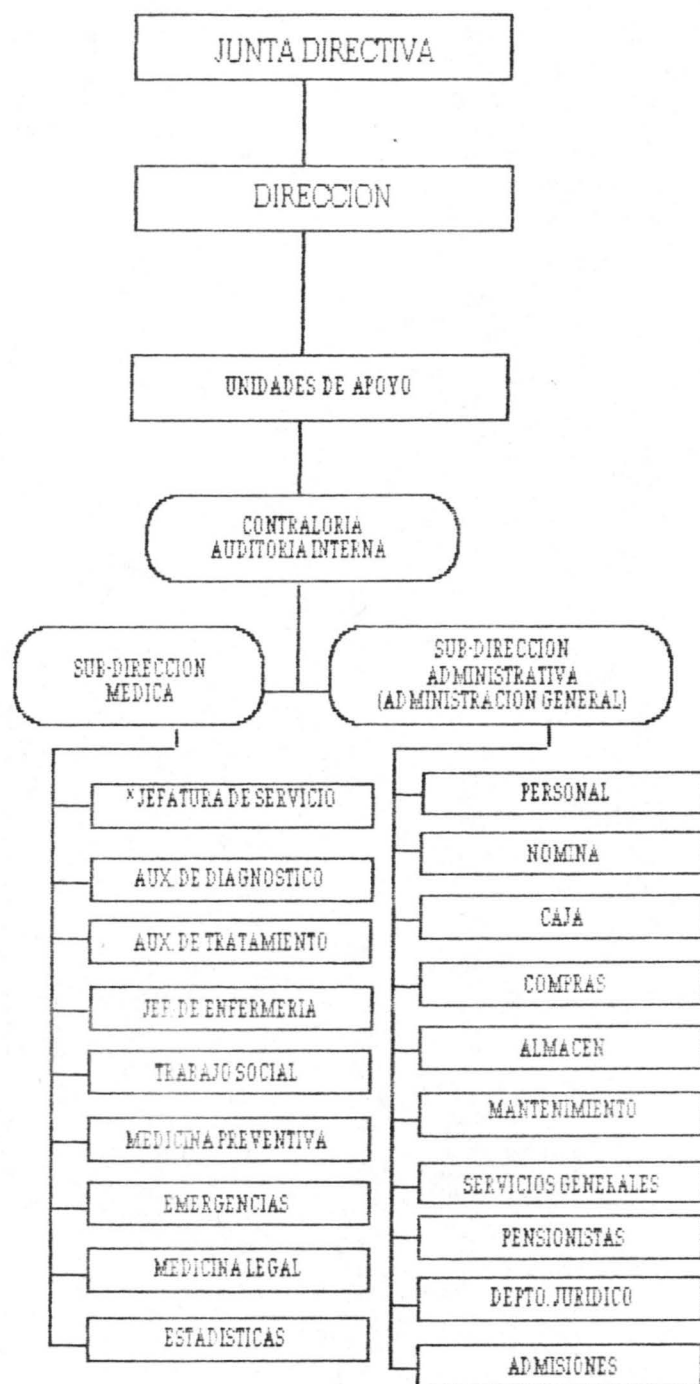 JUNTA DIRECTIVA
DIRECCION
UNIDADES DE APOYO
CONTRALORIA
AUDITORIA INTERNA
SUB-DIRECCION
MEDICA
SUB-DIRECCION
ADMINISTRATIVA
(ADMINISTRACION GENERAL)
*JEFATURA DE SERVICIO
AUX. DE DIAGNOSTICO
AUX. DE TRATAMIENTO
JEF. DE ENFERMERIA
TRABAJO SOCIAL
MEDICINA PREVENTIVA
EMERGENCIAS
MEDICINA LEGAL
ESTADISTICAS
PERSONAL
NOMINA
CAJA
COMPRAS
ALMACEN
MANTENIMIENTO
SERVICIOS GENERALES
PENSIONISTAS
DEPTO. JURIDICO
ADMISIONES